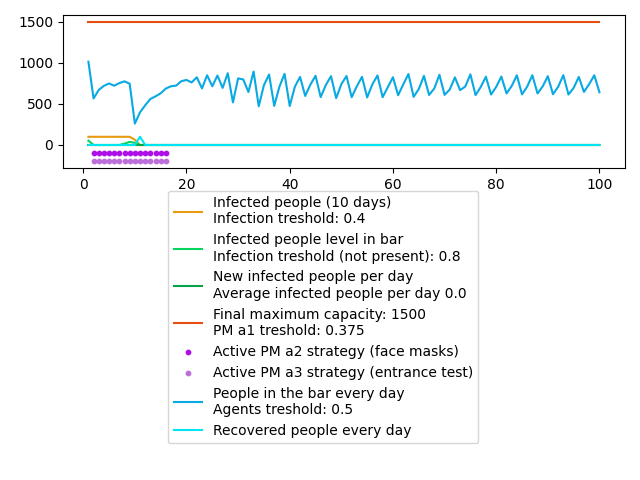 1500
1000
500
0
0
20
40
60
80
100
Infected people (10 days)
Infection treshold: 0.4
Infected people level in bar
Infection treshold (not present): 0.8
New infected people per day
Average infected people per day 0.0
Final maximum capacity: 1500
PM a1 treshold: 0.375
Active PM a2 strategy (face masks)
Active PM a3 strategy (entrance test)
People in the bar every day
Agents treshold: 0.5
Recovered people every day